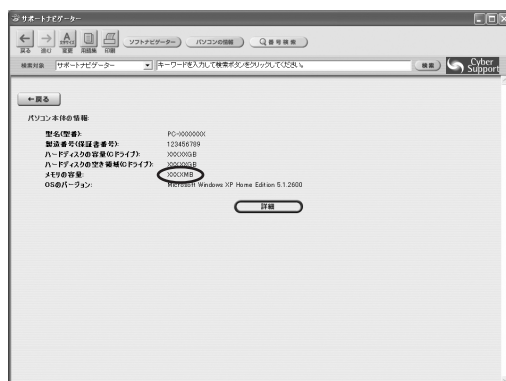 サポートナビゲーター
戻る 進む 文字サイズ 変更 用語集 印刷 ソフトナビゲーター パソコンの情報 番号検索
検索対象 サポートナビゲーター キーワードを入力して検索ボタンをクリックしてください。 検索 Cyber Support
←戻る
パソコン本体の情報:
型名(型番): PC-XXXXXXX
製造番号(保証書番号): 123456789
ハードディスクの容量(Cドライブ): XXXXXGB
ハードディスクの空き領域(Cドライブ): XXXXXGB
メモリの容量: XXXXMB
OSのバージョン: Microsoft Windows XP Home Edition 5.1.2600
詳細